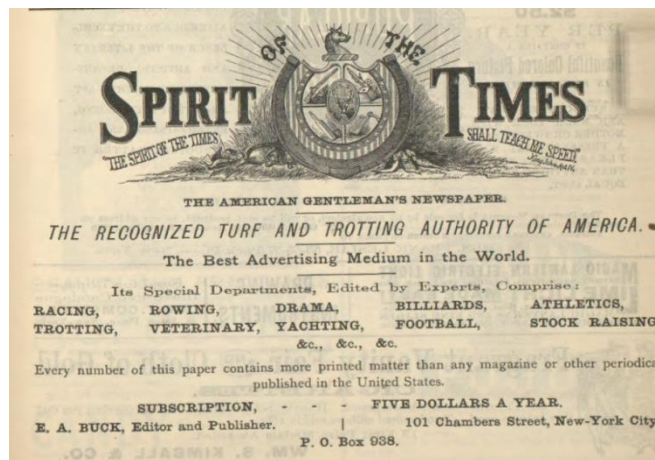 OF THE
SPIRIT TIMES
"THE SPIRIT OF THE TIMES SHALL TEACH ME SPEED."
THE AMERICAN GENTLEMAN'S NEWSPAPER.
THE RECOGNIZED TURF AND TROTTING AUTHORITY OF AMERICA.
The Best Advertising Medium in the World.
Its Special Departments, Edited by Experts, Comprise:
RACING, ROWING, DRAMA, BILLIARDS, ATHLETICS,
TROTTING, VETERINARY, YACHTING, FOOTBALL, STOCK RAISING
&c., &c., &c.
Every number of this paper contains more printed matter than any magazine or other periodica
published in the United States.
SUBSCRIPTION, - - - FIVE DOLLARS A YEAR.
E. A. BUCK, Editor and Publisher. | 101 Chambers Street, New-York City
P. O. Box 938.